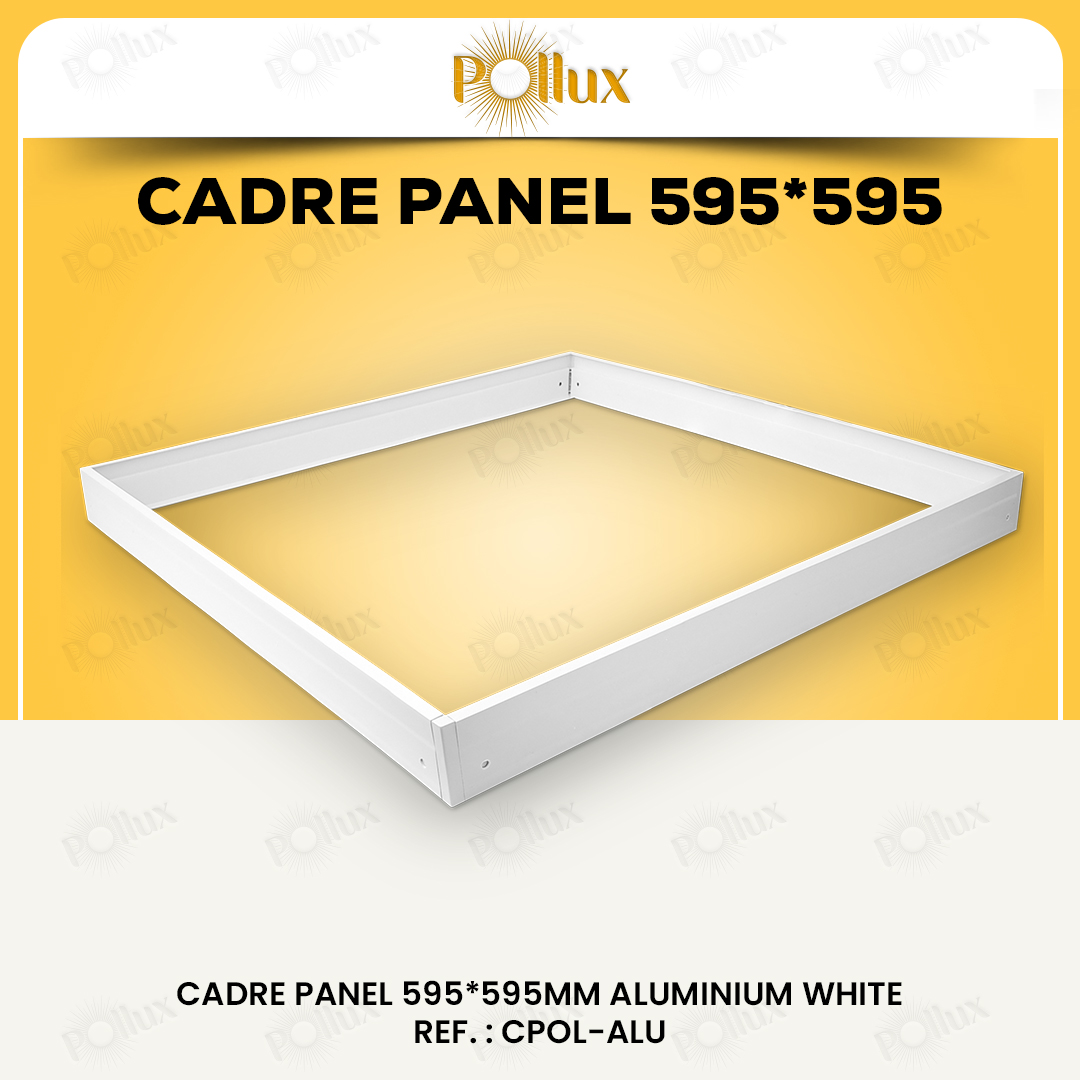 Pollux
CADRE PANEL 595*595
CADRE PANEL 595*595MM ALUMINIUM WHITE
REF. : CPOL-ALU